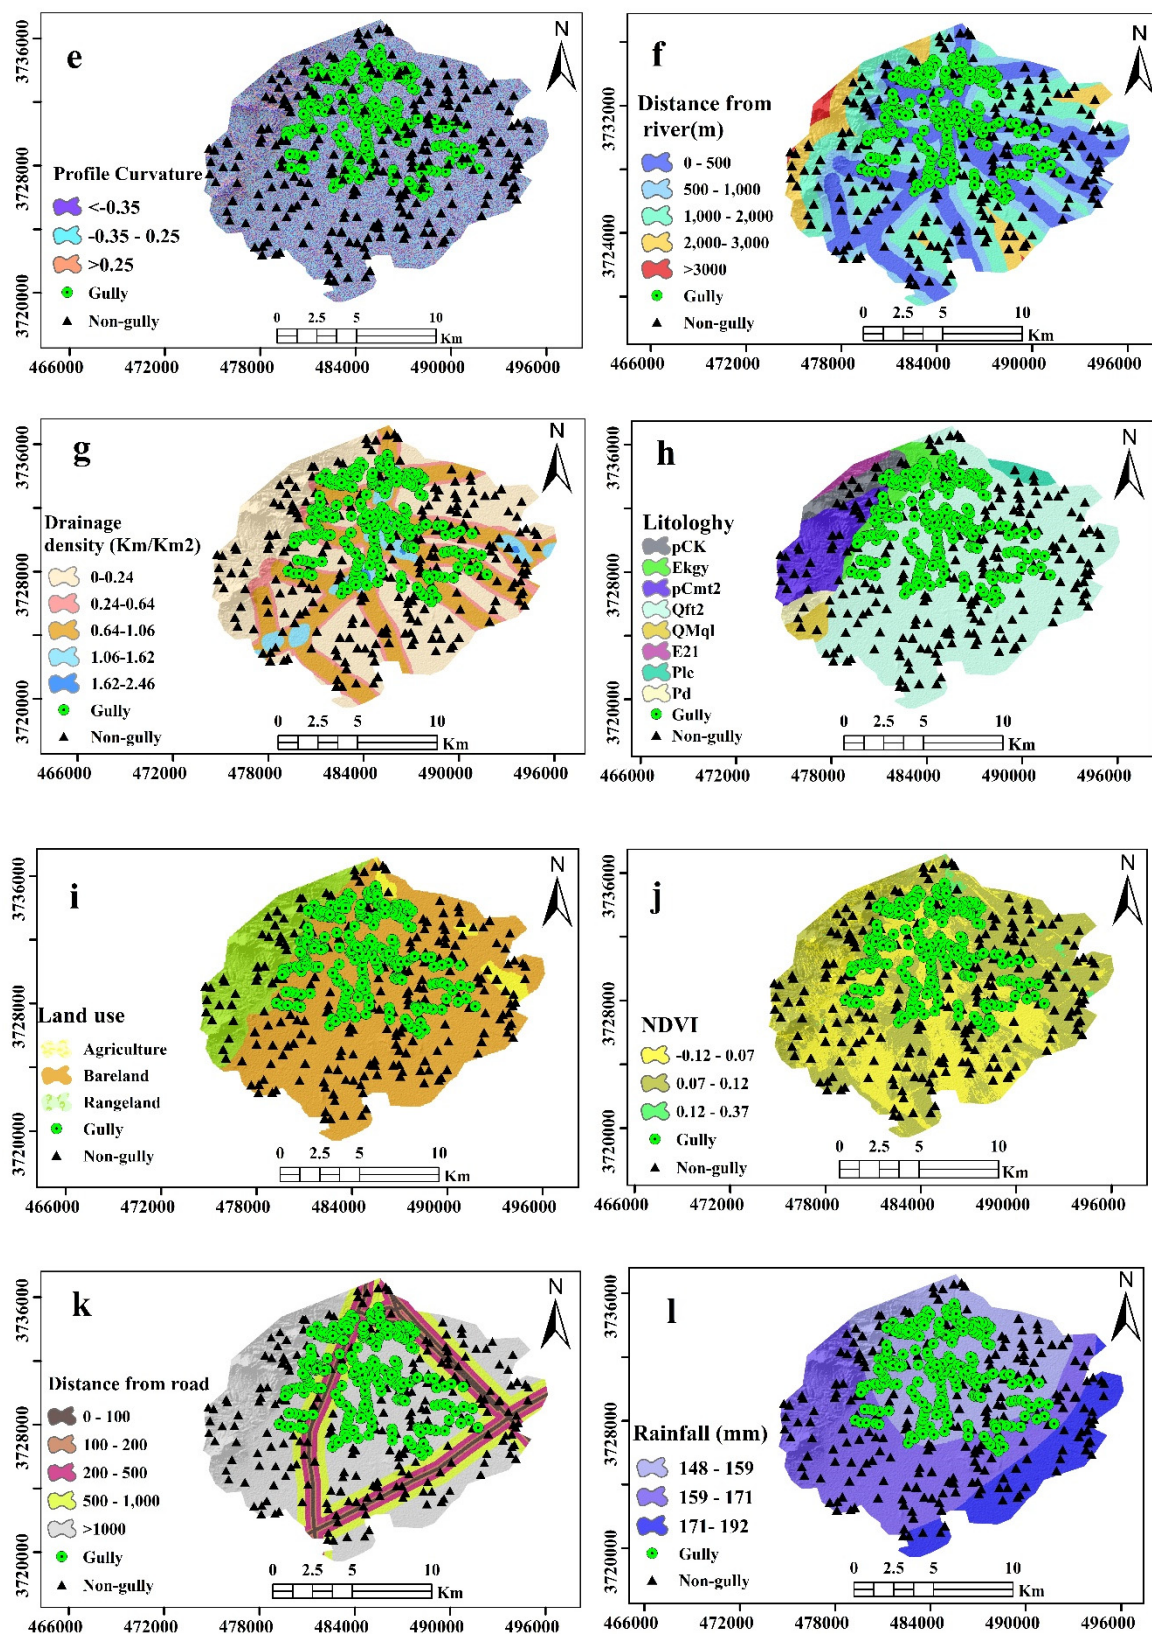 e
N
3736000
3728000
3720000
Profile Curvature
<-0.35
-0.35 - 0.25
>0.25
Gully
Non-gully
0 2.5 5 10
Km
466000 472000 478000 484000 490000 496000
f
N
3732000
3724000
Distance from
river(m)
0 - 500
500 - 1,000
1,000 - 2,000
2,000- 3,000
>3000
Gully
Non-gully
0 2.5 5 10
Km
466000 472000 478000 484000 490000 496000
g
N
3736000
3728000
3720000
Drainage
density (Km/Km2)
0-0.24
0.24-0.64
0.64-1.06
1.06-1.62
1.62-2.46
Gully
Non-gully
0 2.5 5 10
Km
466000 472000 478000 484000 490000 496000
h
N
3736000
3728000
3720000
Litologhy
pCK
Ekgy
pCmt2
Qft2
QMql
E21
Plc
Pd
Gully
Non-gully
0 2.5 5 10
Km
466000 472000 478000 484000 490000 496000
i
N
3736000
3728000
3720000
Land use
Agriculture
Bareland
Rangeland
Gully
Non-gully
0 2.5 5 10
Km
466000 472000 478000 484000 490000 496000
j
N
3736000
3728000
3720000
NDVI
-0.12 - 0.07
0.07 - 0.12
0.12 - 0.37
Gully
Non-gully
0 2.5 5 10
Km
466000 472000 478000 484000 490000 496000
k
N
3736000
3728000
3720000
Distance from road
0 - 100
100 - 200
200 - 500
500 - 1,000
>1000
Gully
Non-gully
0 2.5 5 10
Km
466000 472000 478000 484000 490000 496000
l
N
3736000
3728000
3720000
Rainfall (mm)
148 - 159
159 - 171
171- 192
Gully
Non-gully
0 2.5 5 10
Km
466000 472000 478000 484000 490000 496000